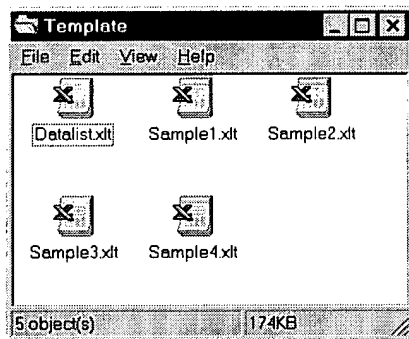 Template
File Edit View Help
Datalist.xlt Sample1.xlt Sample2.xlt
Sample3.xlt Sample4.xlt
5 object(s) 174KB